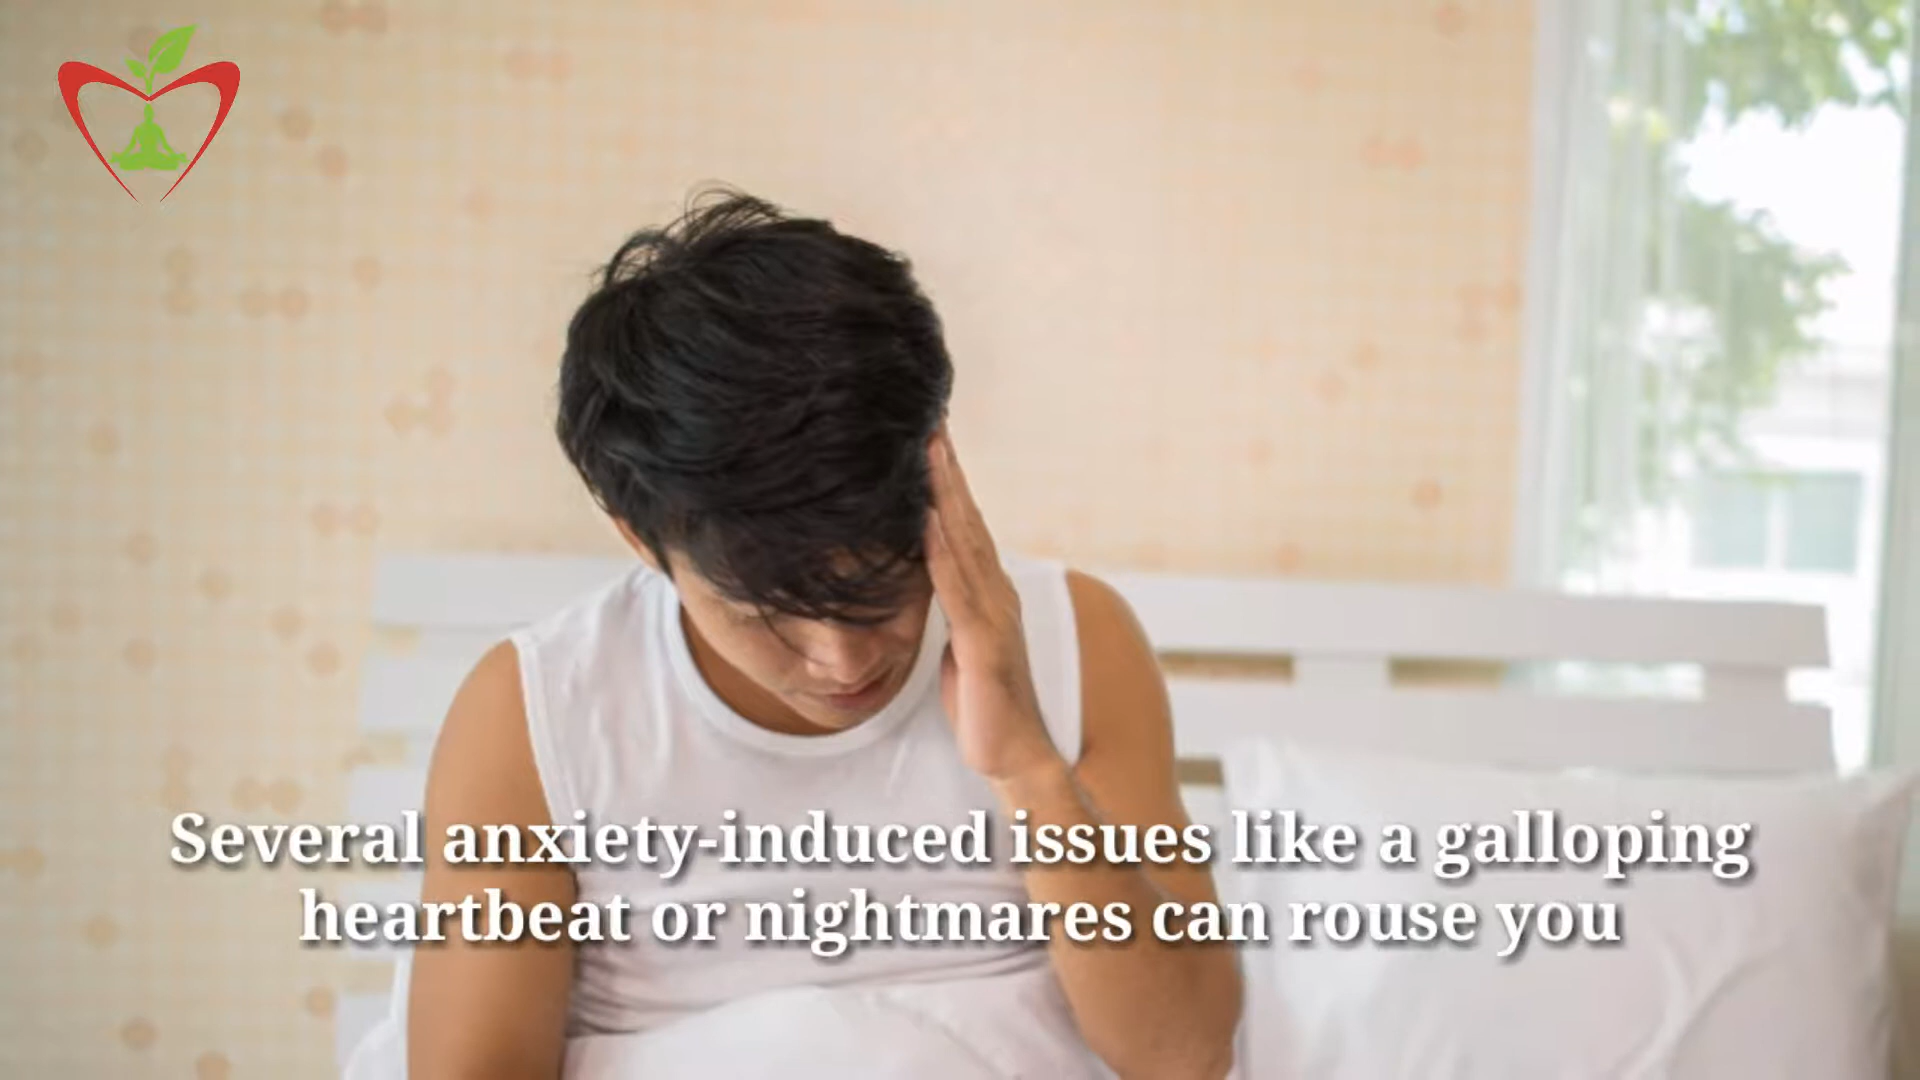 Several anxiety-induced issues like a galloping
heartbeat or nightmares can rouse you